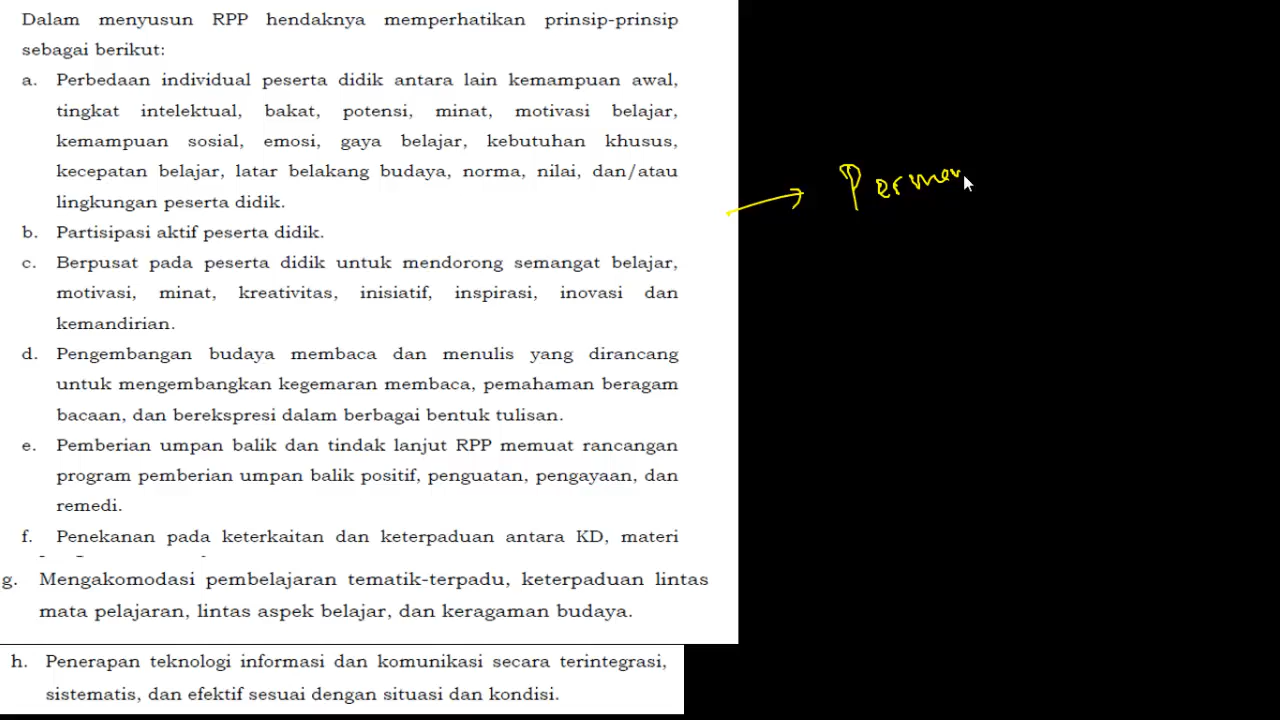 Dalam menyusun RPP hendaknya memperhatikan prinsip-prinsip
sebagai berikut:
a. Perbedaan individual peserta didik antara lain kemampuan awal,
tingkat intelektual, bakat, potensi, minat, motivasi belajar,
kemampuan sosial, emosi, gaya belajar, kebutuhan khusus,
kecepatan belajar, latar belakang budaya, norma, nilai, dan/atau
lingkungan peserta didik.
b. Partisipasi aktif peserta didik.
c. Berpusat pada peserta didik untuk mendorong semangat belajar,
motivasi, minat, kreativitas, inisiatif, inspirasi, inovasi dan
kemandirian.
d. Pengembangan budaya membaca dan menulis yang dirancang
untuk mengembangkan kegemaran membaca, pemahaman beragam
bacaan, dan berekspresi dalam berbagai bentuk tulisan.
e. Pemberian umpan balik dan tindak lanjut RPP memuat rancangan
program pemberian umpan balik positif, penguatan, pengayaan, dan
remedi.
f. Penekanan pada keterkaitan dan keterpaduan antara KD, materi
g. Mengakomodasi pembelajaran tematik-terpadu, keterpaduan lintas
mata pelajaran, lintas aspek belajar, dan keragaman budaya.
h. Penerapan teknologi informasi dan komunikasi secara terintegrasi,
sistematis, dan efektif sesuai dengan situasi dan kondisi.